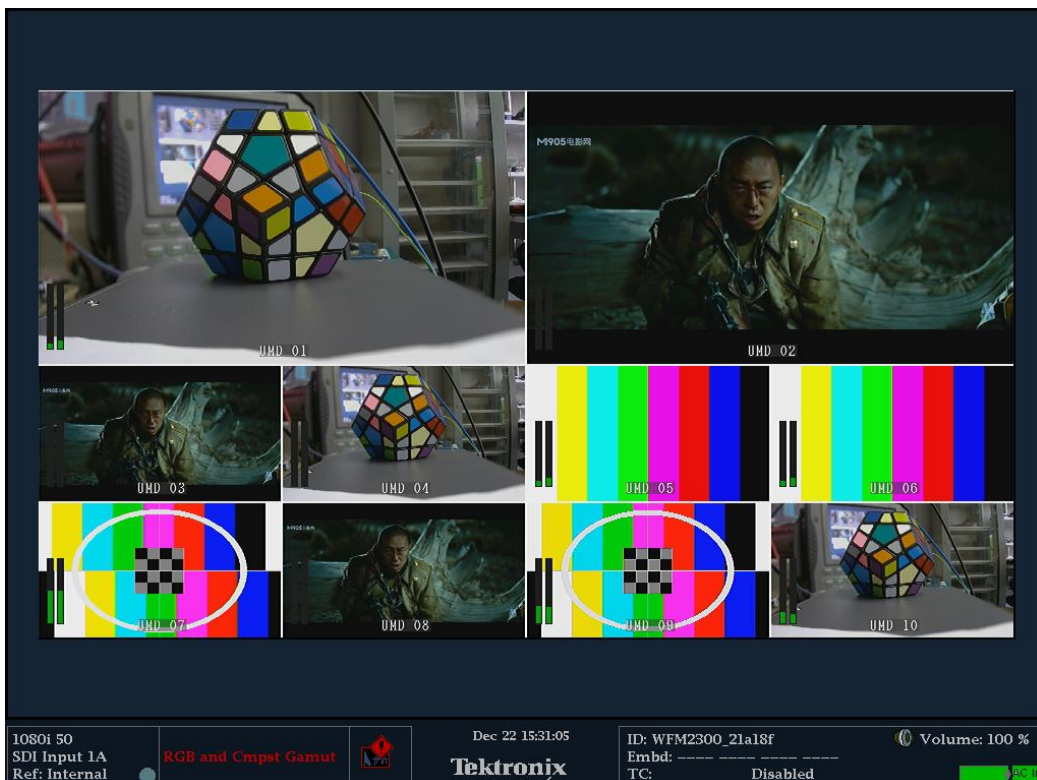 M905电影网
UMD 01
UMD 02
UMD 03
UMD 04
UMD 05
UMD 06
UMD 07
UMD 08
UMD 09
UMD 10
1080i 50
SDI Input 1A
Ref: Internal
RGB and Cmpst Gamut
Dec 22 15:31:05
Tektronix
ID: WFM2300_21a18f
Embd: ---- ---- ---- ----
TC: Disabled
Volume: 100 %